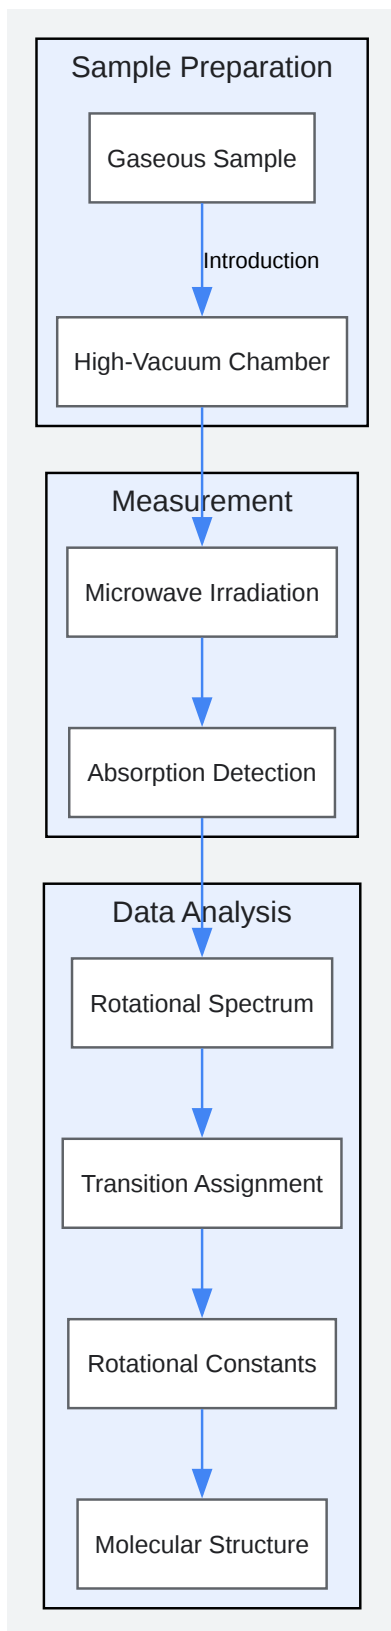 Sample Preparation
Gaseous Sample
Introduction
High-Vacuum Chamber
Measurement
Microwave Irradiation
Absorption Detection
Data Analysis
Rotational Spectrum
Transition Assignment
Rotational Constants
Molecular Structure